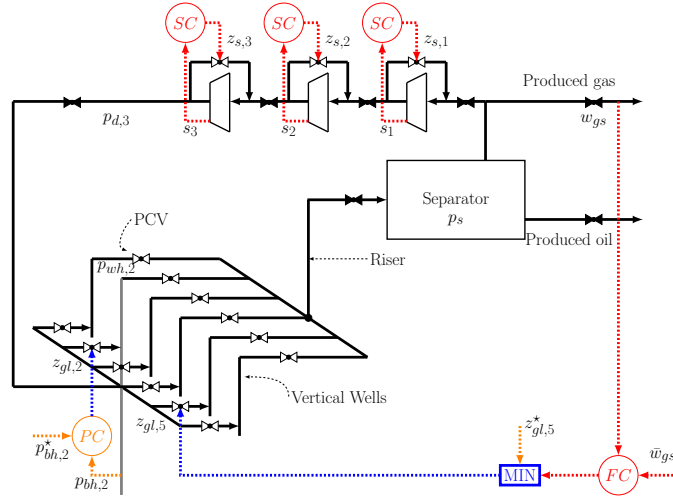 SC
SC
SC
z_{s,3}
z_{s,2}
z_{s,1}
Produced gas
p_{d,3}
s_3
s_2
s_1
w_{gs}
Separator
p_s
PCV
Produced oil
p_{wh,2}
Riser
z_{gl,2}
Vertical Wells
z_{gl,5}
z^⋆_{gl,5}
PC
p^⋆_{bh,2}
w̄_{gs}
MIN
FC
p_{bh,2}